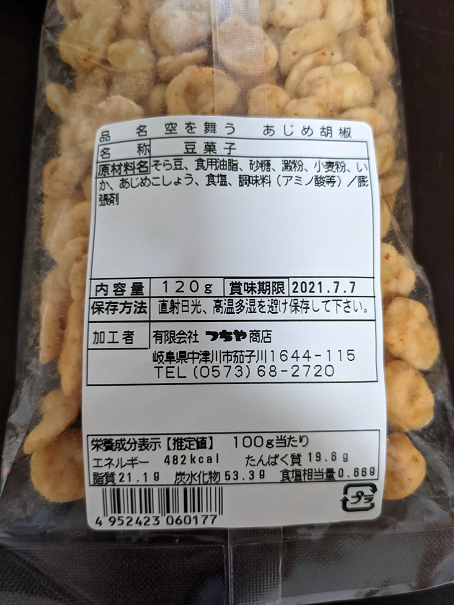 品名 空を舞う あじめ胡椒
名称 豆菓子
原材料名 そら豆、食用油脂、砂糖、澱粉、小麦粉、い
か、あじめこしょう、食塩、調味料（アミノ酸等）／膨
張剤
内容量 120g 賞味期限 2021.7.7
保存方法 直射日光、高温多湿を避け保存して下さい。
加工者 有限会社 つちや商店
岐阜県中津川市茄子川1644-115
TEL(0573)68-2720
栄養成分表示【推定値】 100g当たり
エネルギー 482kcal たんぱく質 19.6g
脂質21.1g 炭水化物53.3g 食塩相当量0.66g
4 952423 060177
プラ